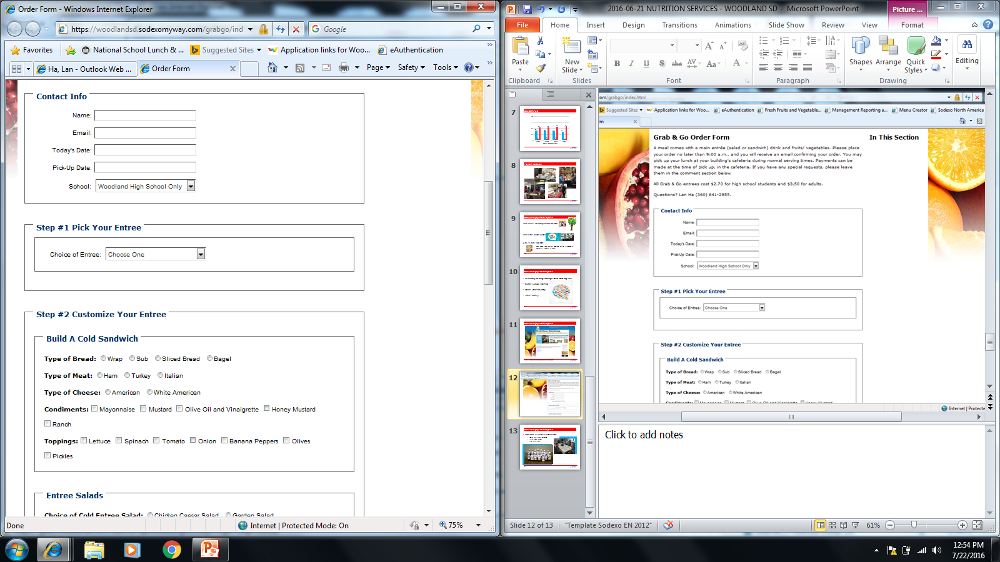 Order Form - Windows Internet Explorer
https://woodlandsd.sodexomyway.com/grabgo/ind
Google
Favorites
National School Lunch & ...
Suggested Sites
Application links for Woo...
eAuthentication
Ha, Lan - Outlook Web ...
Order Form
Page
Safety
Tools
Contact Info
Name:
Email:
Today's Date:
Pick-Up Date:
School: Woodland High School Only
Step #1 Pick Your Entree
Choice of Entree: Choose One
Step #2 Customize Your Entree
Build A Cold Sandwich
Type of Bread: Wrap Sub Sliced Bread Bagel
Type of Meat: Ham Turkey Italian
Type of Cheese: American White American
Condiments: Mayonnaise Mustard Olive Oil and Vinaigrette Honey Mustard
Ranch
Toppings: Lettuce Spinach Tomato Onion Banana Peppers Olives
Pickles
Entree Salads
Choice of Cold Entree Salad: Chicken Caesar Salad Garden Salad
Done
Internet | Protected Mode: On
75%
2016-06-21 NUTRITION SERVICES - WOODLAND SD - Microsoft PowerPoint
Picture ...
File Home Insert Design Transitions Animations Slide Show Review View Format
Paste
New
Slide
Shapes Arrange Quick
Styles
Editing
Clipboard Slides Font Paragraph Drawing
7
8
9
10
11
12
13
com/grabgo/index.html
Suggested Sites Application links for Woo... eAuthentication Fresh Fruits and Vegetable... Management Reporting a... Menu Creator Sodexo North America
rm
Grab & Go Order Form
In This Section
A meal comes with a main entrée (salad or sandwich) drink and fruits/ vegetables. Please place
your order no later than 9:00 a.m., and you will receive an email confirming your order. You may
pick up your lunch at your building's cafeteria during normal serving times. Payments can be
made at the time of pick up, in the cafeteria. If you have any special requests, please leave
them in the comment section below.
All Grab & Go entrees cost $2.70 for high school students and $3.50 for adults.
Questions? Lan Ha (360) 841-2955.
Contact Info
Name:
Email:
Today's Date:
Pick-Up Date:
School: Woodland High School Only
Step #1 Pick Your Entree
Choice of Entree: Choose One
Step #2 Customize Your Entree
Build A Cold Sandwich
Type of Bread: Wrap Sub Sliced Bread Bagel
Type of Meat: Ham Turkey Italian
Type of Cheese: American White American
Condiments: Mayonnaise Mustard Olive Oil and Vinaigrette Honey Mustard
Internet | Protecte
Click to add notes
Slide 12 of 13
"Template Sodexo EN 2012"
61%
12:54 PM
7/22/2016